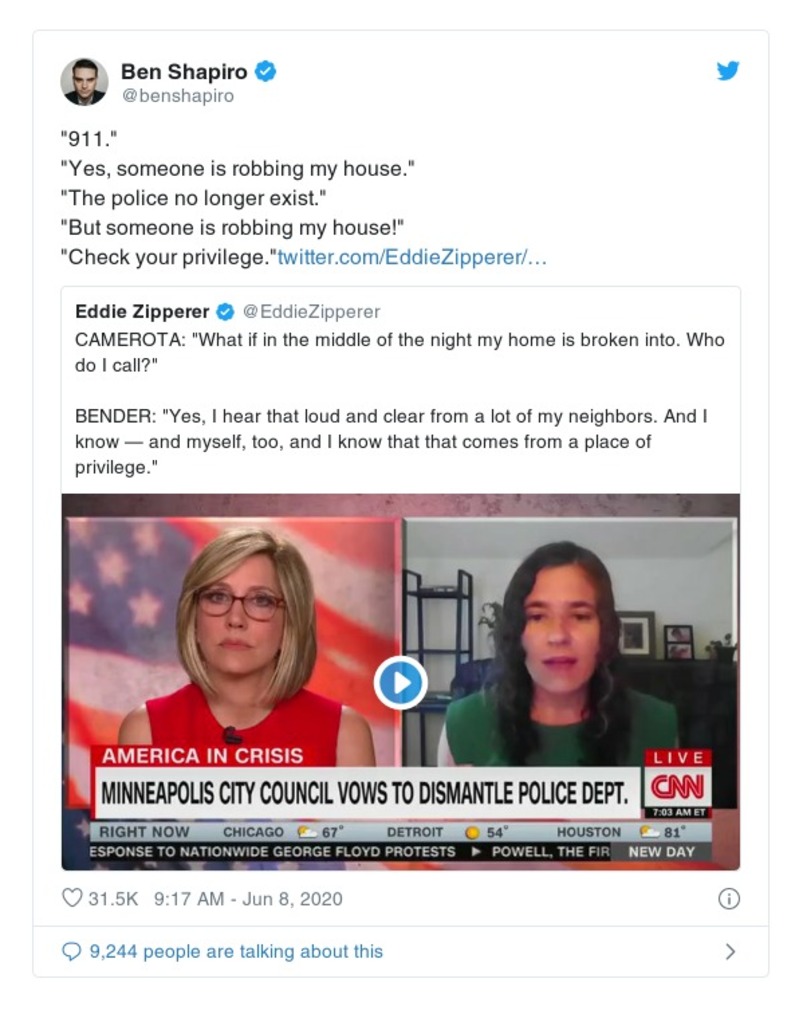 Ben Shapiro
@benshapiro
"911."
"Yes, someone is robbing my house."
"The police no longer exist."
"But someone is robbing my house!"
"Check your privilege."twitter.com/EddieZipperer/…
Eddie Zipperer @EddieZipperer
CAMEROTA: "What if in the middle of the night my home is broken into. Who
do I call?"
BENDER: "Yes, I hear that loud and clear from a lot of my neighbors. And I
know — and myself, too, and I know that that comes from a place of
privilege."
AMERICA IN CRISIS
LIVE
MINNEAPOLIS CITY COUNCIL VOWS TO DISMANTLE POLICE DEPT.
CNN
7:03 AM ET
RIGHT NOW CHICAGO 67° DETROIT 54° HOUSTON 81°
ESPONSE TO NATIONWIDE GEORGE FLOYD PROTESTS ▶ POWELL, THE FIR NEW DAY
31.5K 9:17 AM - Jun 8, 2020
9,244 people are talking about this